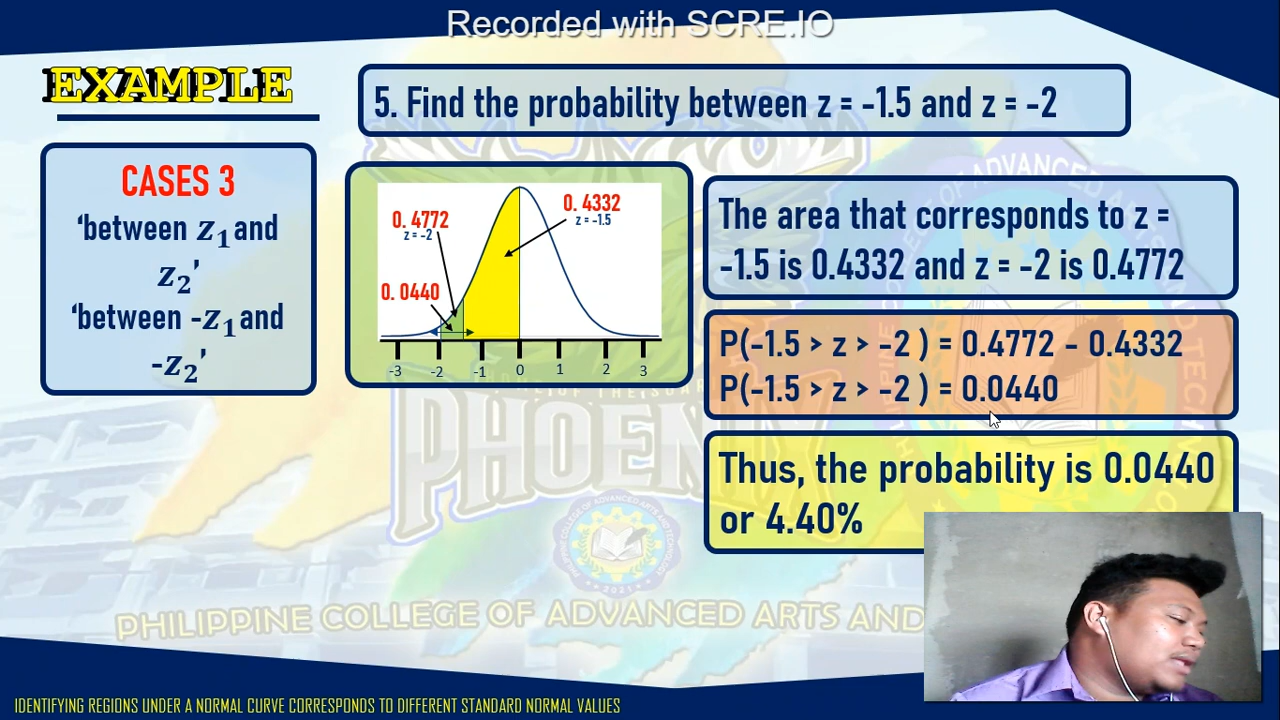 Recorded with SCRE.IO
EXAMPLE
5. Find the probability between z = -1.5 and z = -2
CASES 3
‘between z₁ and
z₂’
‘between -z₁ and
-z₂’
0. 4772
z = -2
0. 4332
z = -1.5
0. 0440
-3 -2 -1 0 1 2 3
The area that corresponds to z =
-1.5 is 0.4332 and z = -2 is 0.4772
P(-1.5 > z > -2 ) = 0.4772 - 0.4332
P(-1.5 > z > -2 ) = 0.0440
Thus, the probability is 0.0440
or 4.40%
PHOENI
PHILIPPINE COLLEGE OF ADVANCED ARTS AND
IDENTIFYING REGIONS UNDER A NORMAL CURVE CORRESPONDS TO DIFFERENT STANDARD NORMAL VALUES